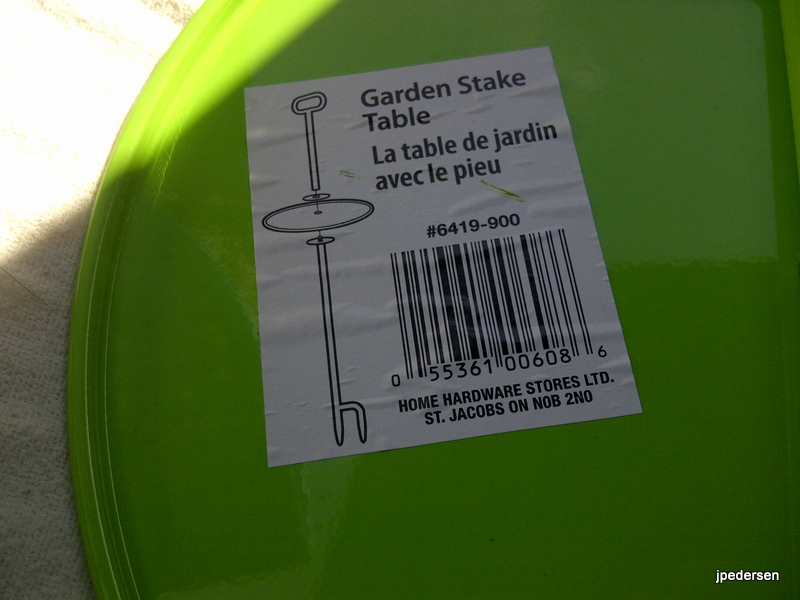 Garden Stake
Table
La table de jardin
avec le pieu
#6419-900
0 55361 00608 6
HOME HARDWARE STORES LTD.
ST. JACOBS ON N0B 2N0
jpedersen